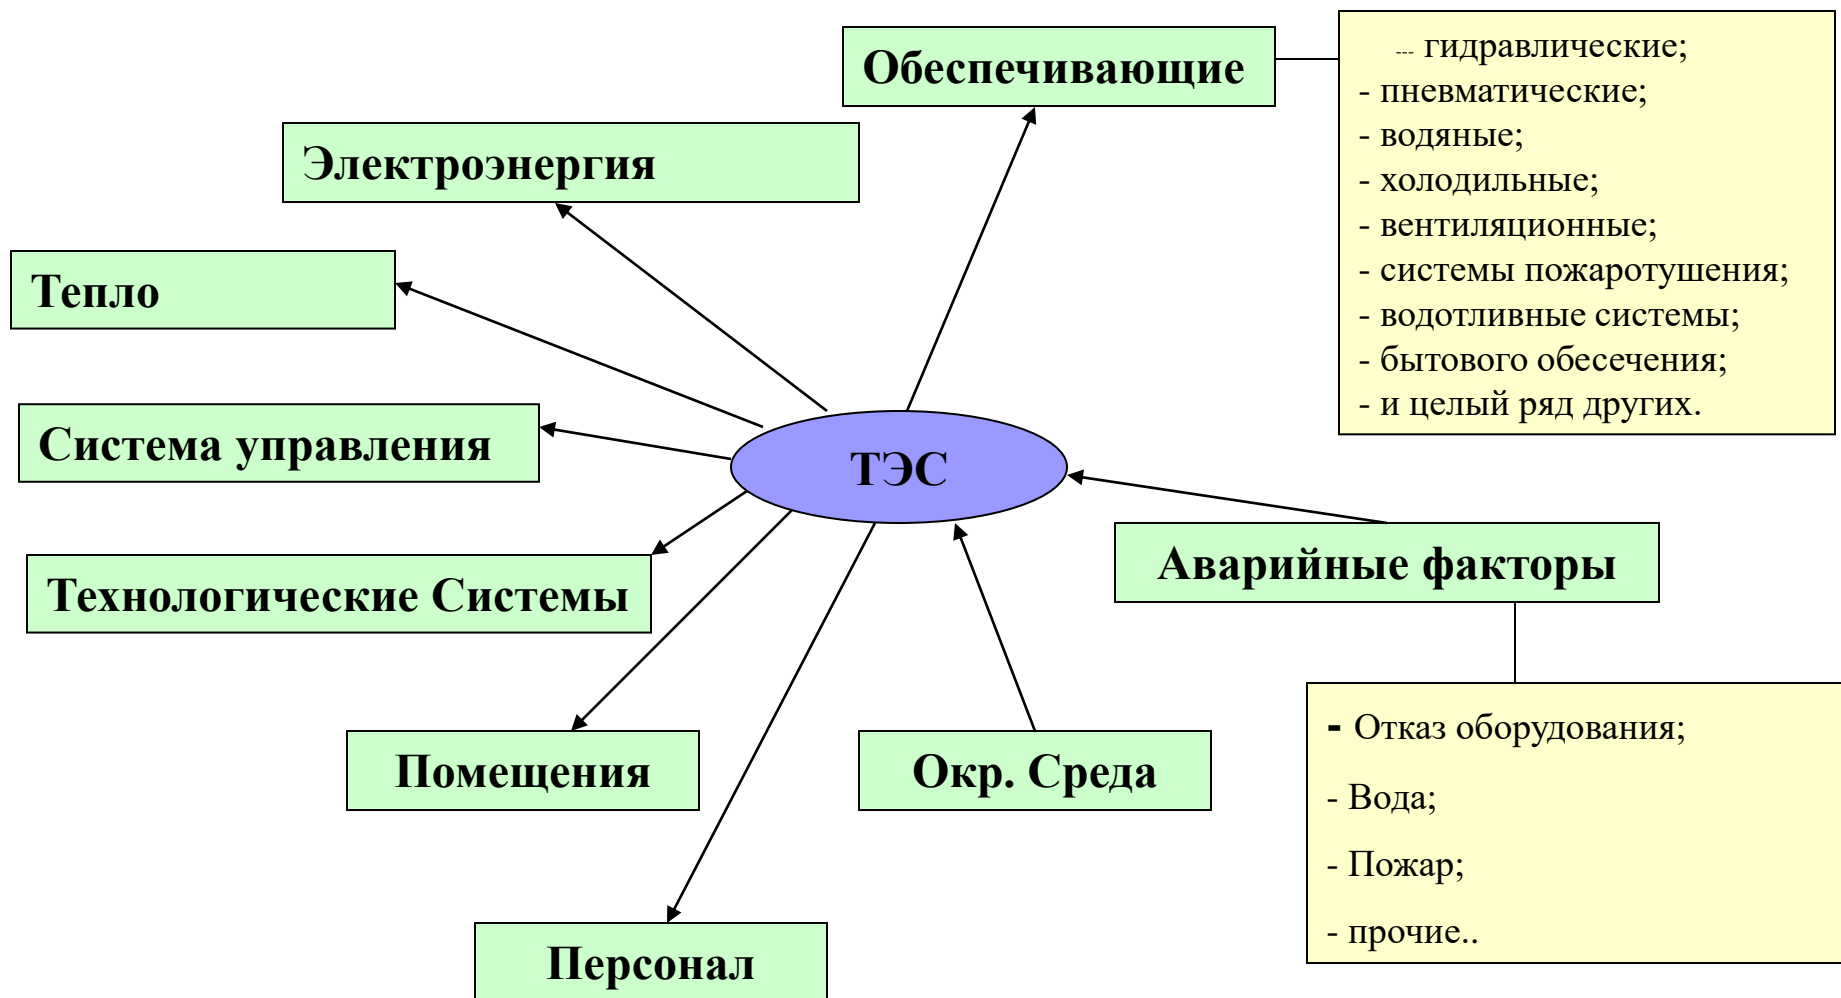 Обеспечивающие
--- гидравлические;
- пневматические;
- водяные;
- холодильные;
- вентиляционные;
- системы пожаротушения;
- водотливные системы;
- бытового обесечения;
- и целый ряд других.
Электроэнергия
Тепло
Система управления
ТЭС
Технологические Системы
Аварийные факторы
Помещения
Окр. Среда
- Отказ оборудования;
- Вода;
- Пожар;
- прочие..
Персонал